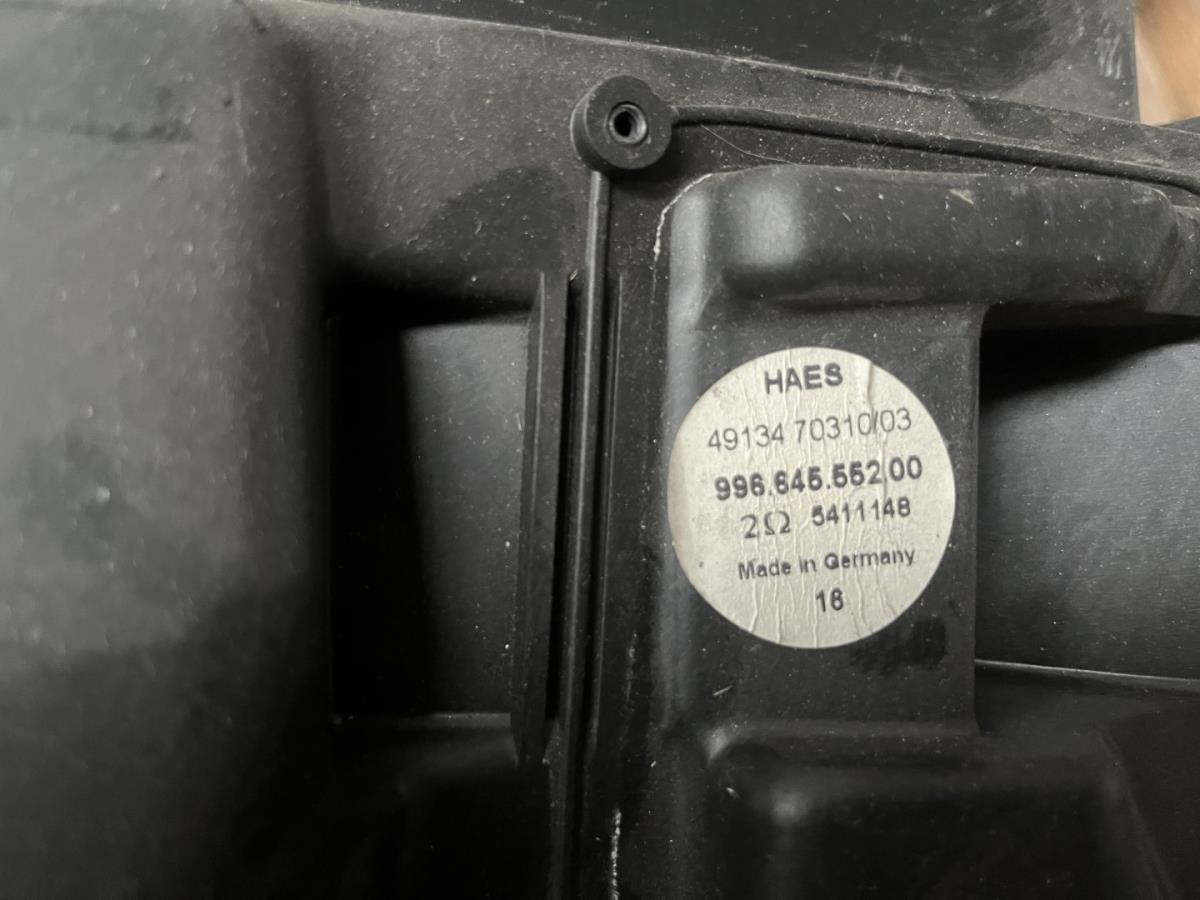 HAES
49134 70310/03
996.645.552.00
2Ω 5411148
Made in Germany
16